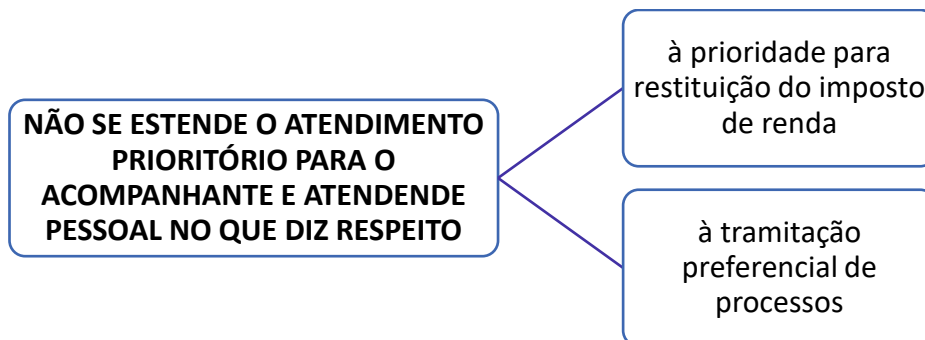 NÃO SE ESTENDE O ATENDIMENTO
PRIORITÓRIO PARA O
ACOMPANHANTE E ATENDENDE
PESSOAL NO QUE DIZ RESPEITO
à prioridade para
restituição do imposto
de renda
à tramitação
preferencial de
processos